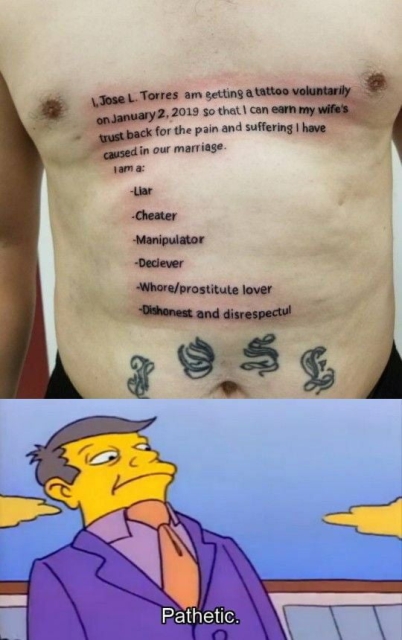 I, Jose L. Torres am getting a tattoo voluntarily
on January 2, 2019 so that I can earn my wife's
trust back for the pain and suffering I have
caused in our marriage.
I am a:
-Liar
-Cheater
-Manipulator
-Deciever
-Whore/prostitute lover
-Dishonest and disrespectul
J O S E
Pathetic.